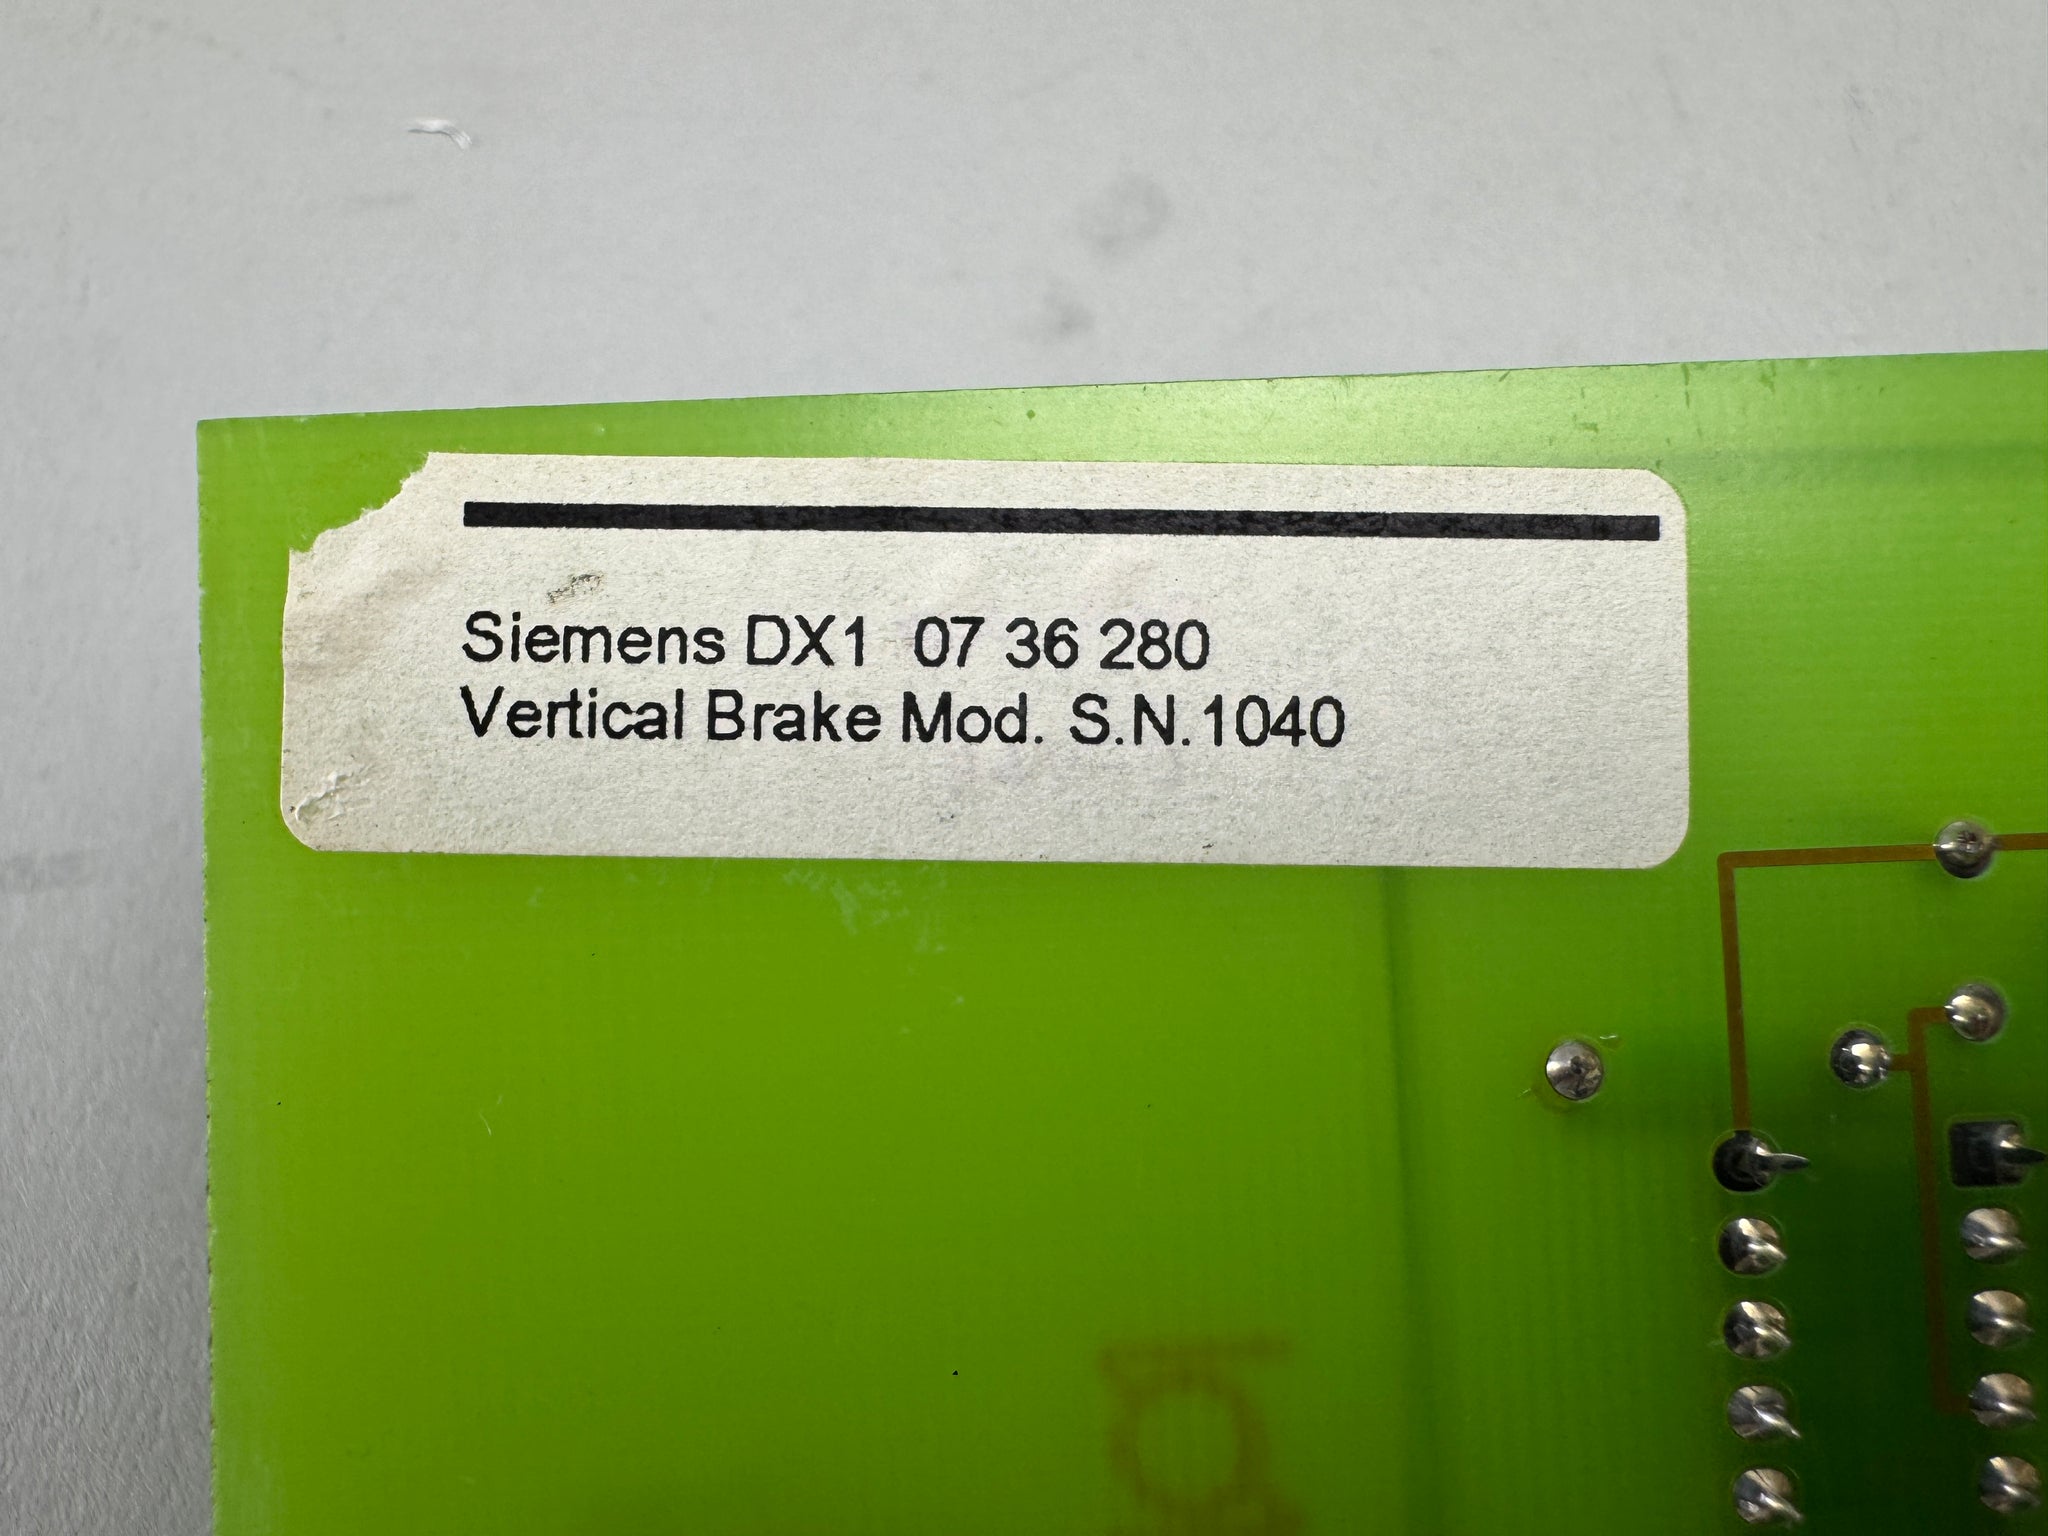 Siemens DX1 07 36 280
Vertical Brake Mod. S.N.1040